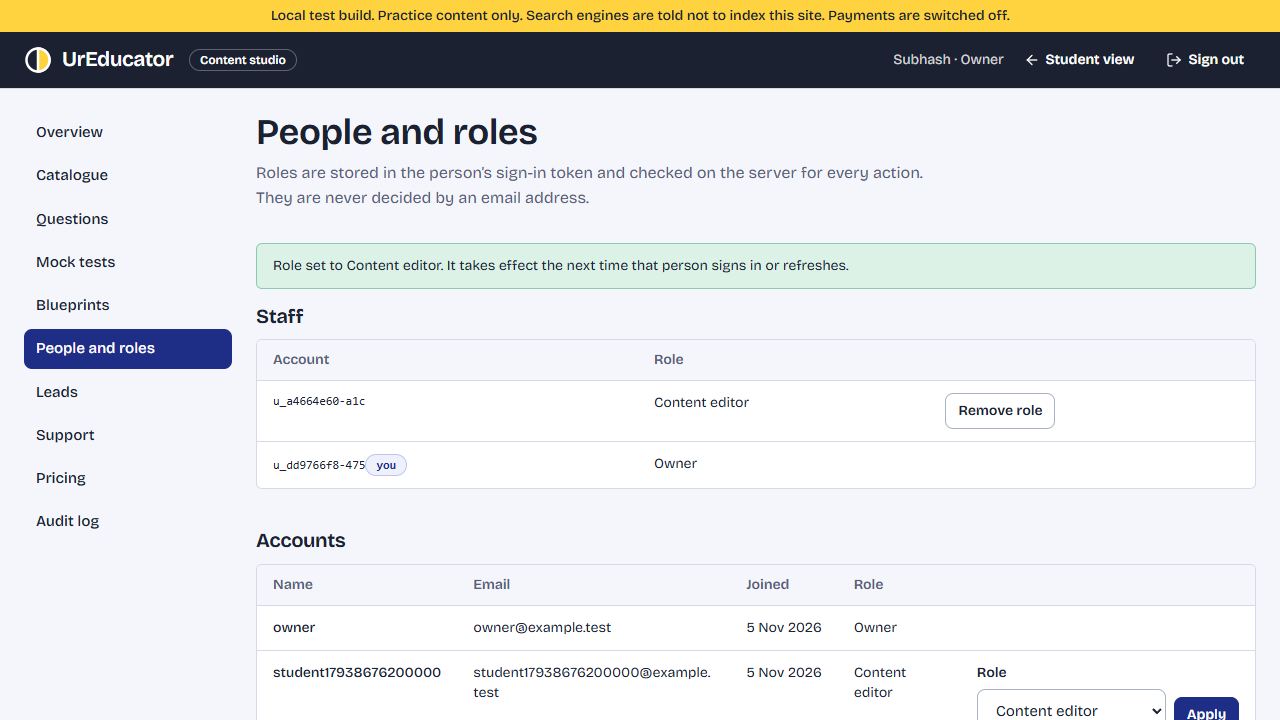 Local test build. Practice content only. Search engines are told not to index this site. Payments are switched off.
UrEducator
Content studio
Subhash · Owner
← Student view
Sign out
Overview
Catalogue
Questions
Mock tests
Blueprints
People and roles
Leads
Support
Pricing
Audit log
People and roles
Roles are stored in the person's sign-in token and checked on the server for every action.
They are never decided by an email address.
Role set to Content editor. It takes effect the next time that person signs in or refreshes.
Staff
Account Role
u_a4664e60-a1c Content editor Remove role
u_dd9766f8-475 you Owner
Accounts
Name Email Joined Role
owner owner@example.test 5 Nov 2026 Owner
student17938676200000 student17938676200000@example. 5 Nov 2026 Content Role
test editor
Content editor Apply